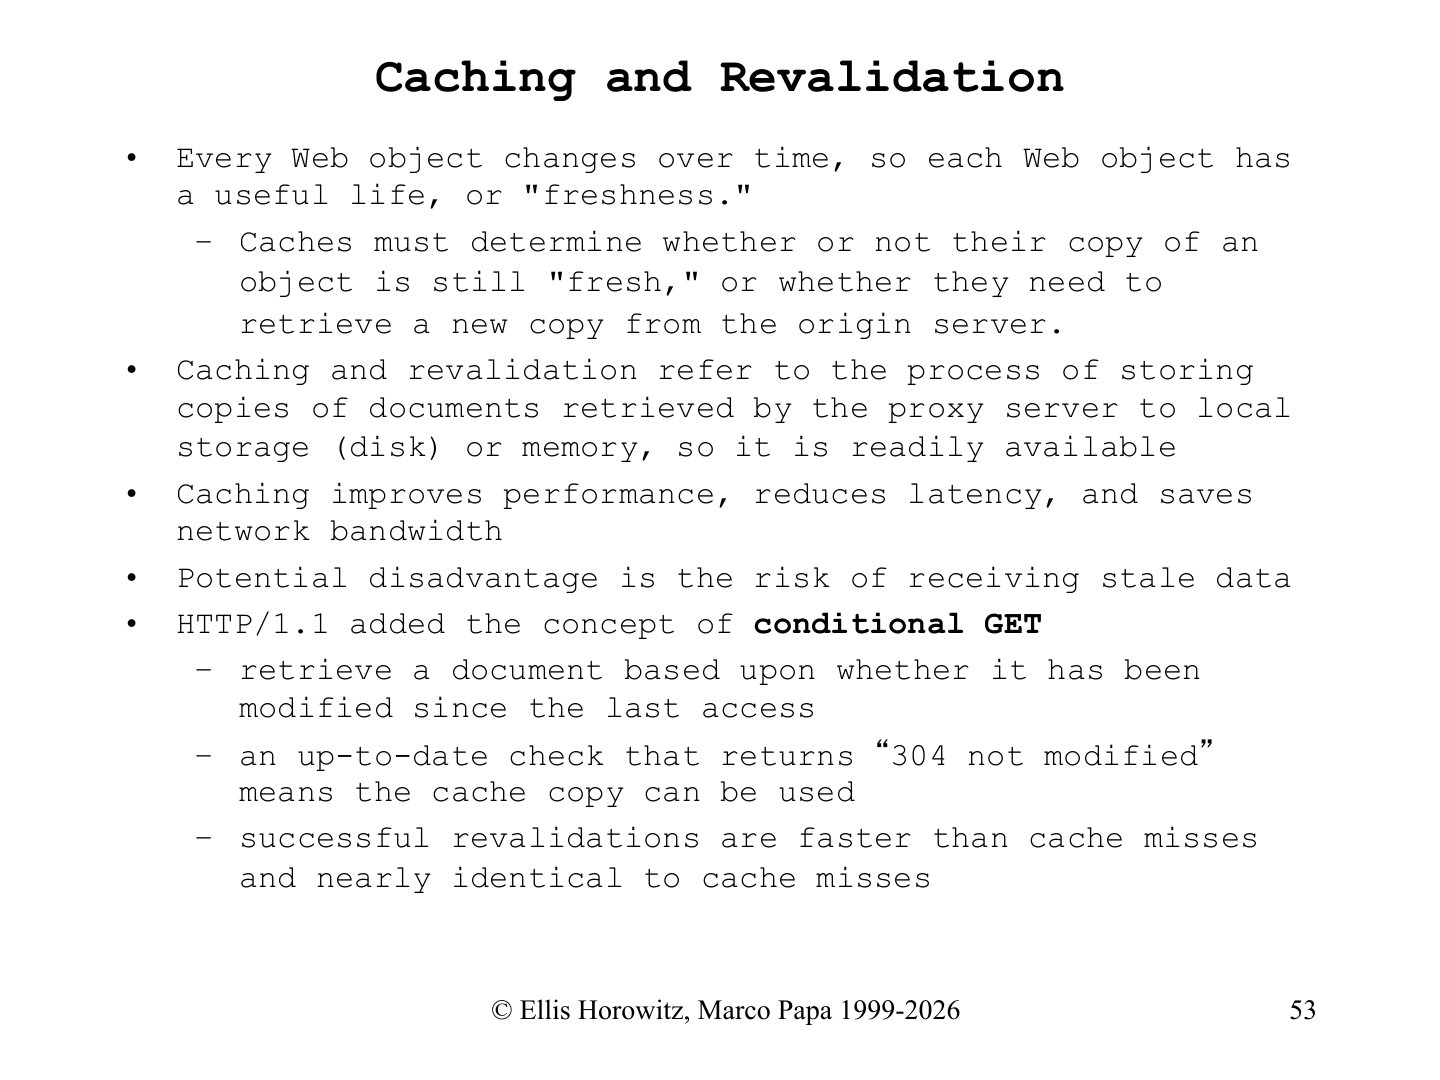 Caching and Revalidation
• Every Web object changes over time, so each Web object has
a useful life, or "freshness."
– Caches must determine whether or not their copy of an
object is still "fresh," or whether they need to
retrieve a new copy from the origin server.
• Caching and revalidation refer to the process of storing
copies of documents retrieved by the proxy server to local
storage (disk) or memory, so it is readily available
• Caching improves performance, reduces latency, and saves
network bandwidth
• Potential disadvantage is the risk of receiving stale data
• HTTP/1.1 added the concept of conditional GET
– retrieve a document based upon whether it has been
modified since the last access
– an up-to-date check that returns “304 not modified”
means the cache copy can be used
– successful revalidations are faster than cache misses
and nearly identical to cache misses
© Ellis Horowitz, Marco Papa 1999-2026
53